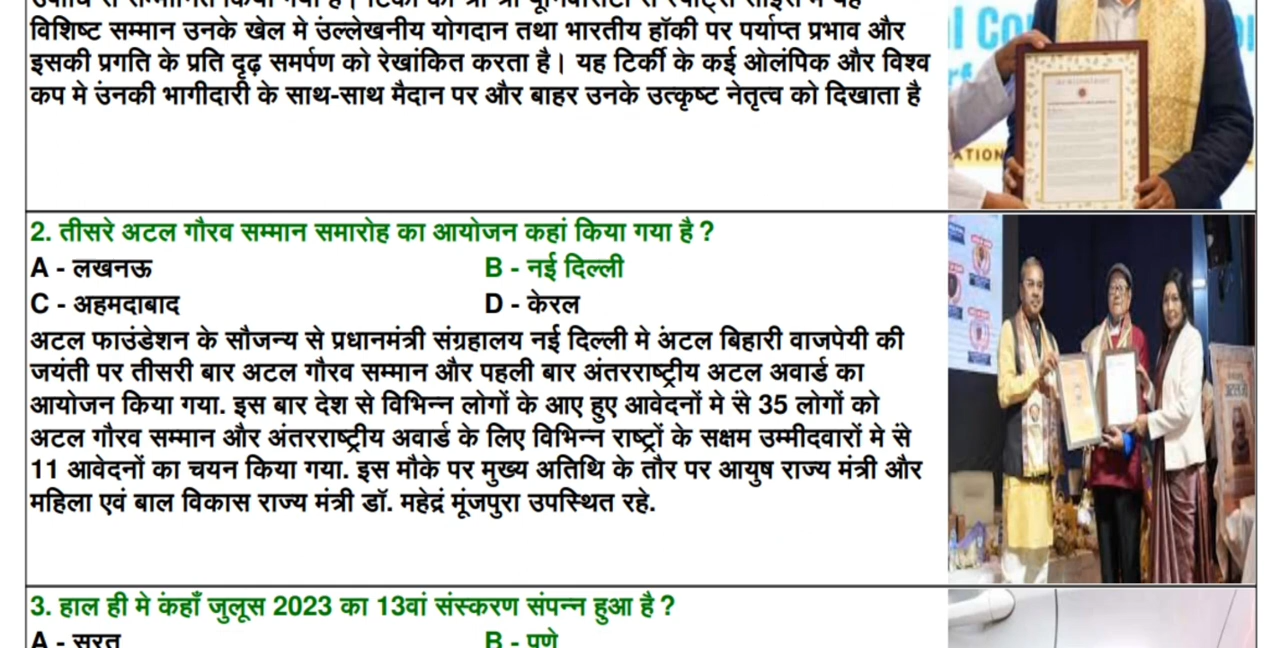 विशिष्ट सम्मान उनके खेल मे उंल्लेखनीय योगदान तथा भारतीय हॉकी पर पर्याप्त प्रभाव और
इसकी प्रगति के प्रति दृढ़ समर्पण को रेखांकित करता है। यह टिर्की के कई ओलंपिक और विश्व
कप मे उंनकी भागीदारी के साथ-साथ मैदान पर और बाहर उनके उत्कृष्ट नेतृत्व को दिखाता है
ATION
2. तीसरे अटल गौरव सम्मान समारोह का आयोजन कहां किया गया है ?
A - लखनऊ B - नई दिल्ली
C - अहमदाबाद D - केरल
अटल फाउंडेशन के सौजन्य से प्रधानमंत्री संग्रहालय नई दिल्ली मे अंटल बिहारी वाजपेयी की
जयंती पर तीसरी बार अटल गौरव सम्मान और पहली बार अंतरराष्ट्रीय अटल अवार्ड का
आयोजन किया गया. इस बार देश से विभिन्न लोगों के आए हुए आवेदनों मे सें 35 लोगों को
अटल गौरव सम्मान और अंतरराष्ट्रीय अवार्ड के लिए विभिन्न राष्ट्रों के सक्षम उम्मीदवारों मे सें
11 आवेदनों का चयन किया गया. इस मौके पर मुख्य अतिथि के तौर पर आयुष राज्य मंत्री और
महिला एवं बाल विकास राज्य मंत्री डॉ. महेद्रं मूंजपुरा उपस्थित रहे.
3. हाल ही मे कंहाँ जुलूस 2023 का 13वां संस्करण संपन्न हुआ है ?
A - सूरत B - पुणे